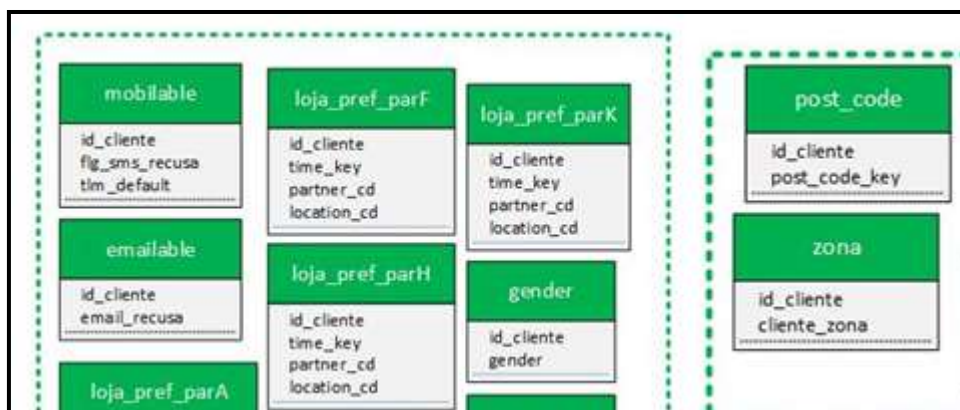 mobilable
id_cliente
flg_sms_recusa
tlm_default
emailable
id_cliente
email_recusa
loja_pref_parA
loja_pref_parF
id_cliente
time_key
partner_cd
location_cd
loja_pref_parH
id_cliente
time_key
partner_cd
location_cd
loja_pref_parK
id_cliente
time_key
partner_cd
location_cd
gender
id_cliente
gender
post_code
id_cliente
post_code_key
zona
id_cliente
cliente_zona